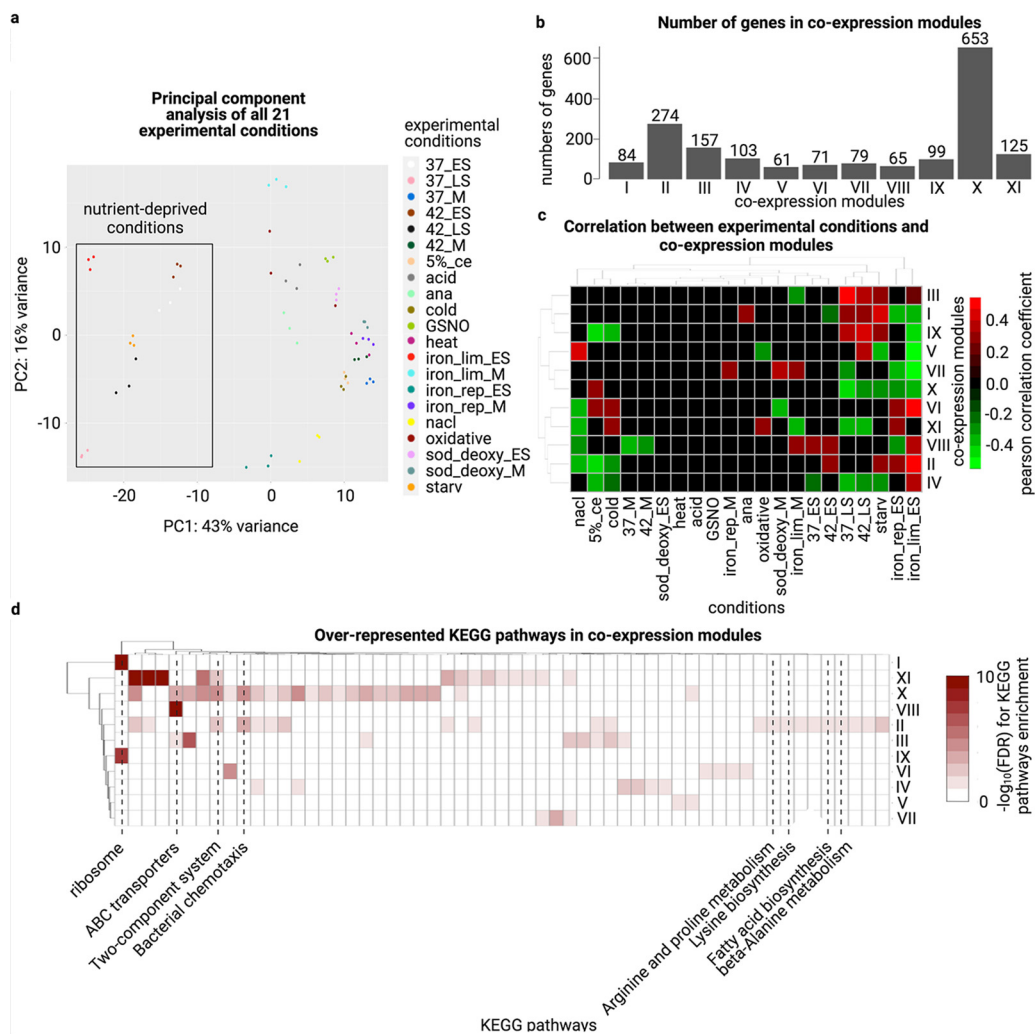 a
Principal component
analysis of all 21
experimental conditions
nutrient-deprived
conditions
10
0
-10
PC2: 16% variance
-20
-10
0
10
PC1: 43% variance
experimental
conditions
37_ES
37_LS
37_M
42_ES
42_LS
42_M
5%_ce
acid
ana
cold
GSNO
heat
iron_lim_ES
iron_lim_M
iron_rep_ES
iron_rep_M
nacl
oxidative
sod_deoxy_ES
sod_deoxy_M
starv
b
Number of genes in co-expression modules
numbers of genes
600
400
200
0
84
274
157
103
61
71
79
65
99
653
125
I
II
III
IV
V
VI
VII
VIII
IX
X
XI
co-expression modules
c
Correlation between experimental conditions and
co-expression modules
III
I
IX
V
VII
X
VI
XI
VIII
II
IV
co-expression modules
0.4
0.2
0.0
-0.2
-0.4
pearson correlation coefficient
nacl
5%_ce
cold
37_M
42_M
sod_deoxy_ES
heat
acid
GSNO
iron_rep_M
ana
oxidative
sod_deoxy_M
iron_lim_M
37_ES
42_ES
37_LS
42_LS
starv
iron_rep_ES
iron_lim_ES
conditions
d
Over-represented KEGG pathways in co-expression modules
I
XI
X
VIII
II
III
IX
VI
IV
V
VII
10
0
-log₁₀(FDR) for KEGG
pathways enrichment
ribosome
ABC transporters
Two-component system
Bacterial chemotaxis
Arginine and proline metabolism
Lysine biosynthesis
Fatty acid biosynthesis
beta-Alanine metabolism
KEGG pathways